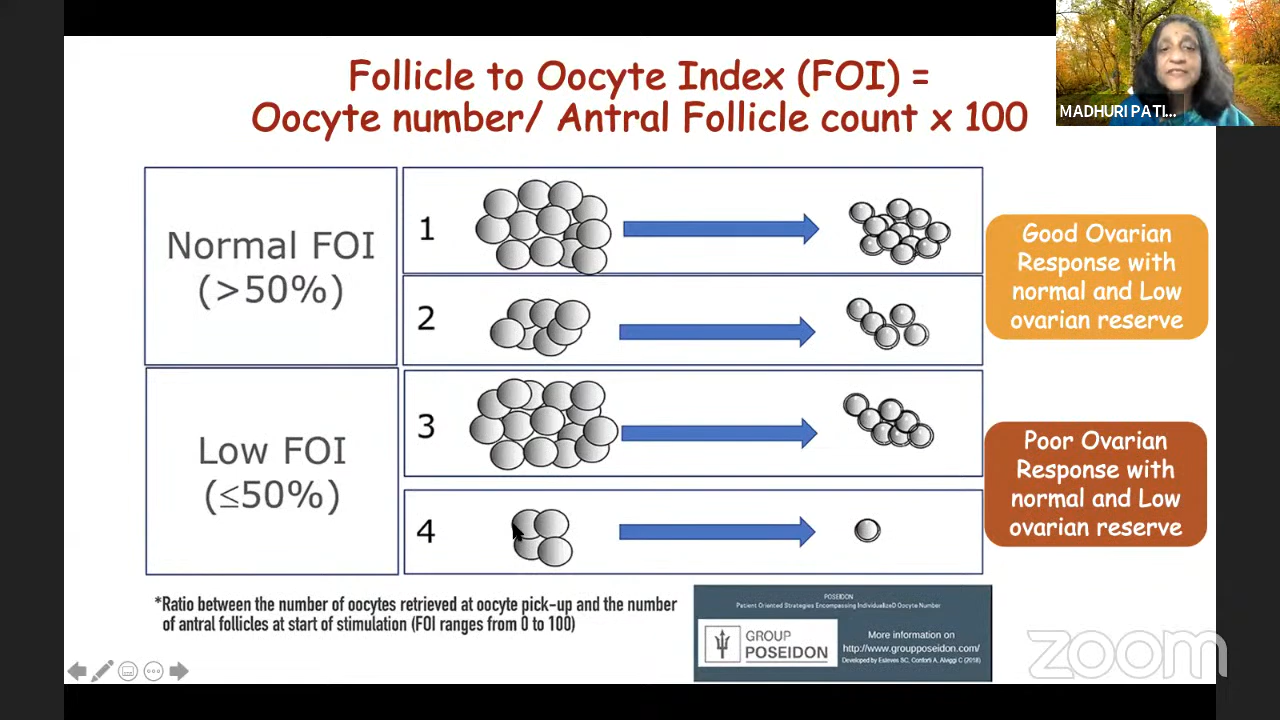 Follicle to Oocyte Index (FOI) =
Oocyte number/ Antral Follicle count x 100
MADHURI PATI...
Normal FOI
(>50%)
1
2
Good Ovarian
Response with
normal and Low
ovarian reserve
Low FOI
(≤50%)
3
4
Poor Ovarian
Response with
normal and Low
ovarian reserve
*Ratio between the number of oocytes retrieved at oocyte pick-up and the number
of antral follicles at start of stimulation (FOI ranges from 0 to 100)
POSEIDON
Patient Oriented Strategies Encompassing IndividualizeD Oocyte Number
GROUP
POSEIDON
More information on
http://www.groupposeidon.com/
Developed by Esteves SC, Conforti A, Alviggi C (2018)
zoom